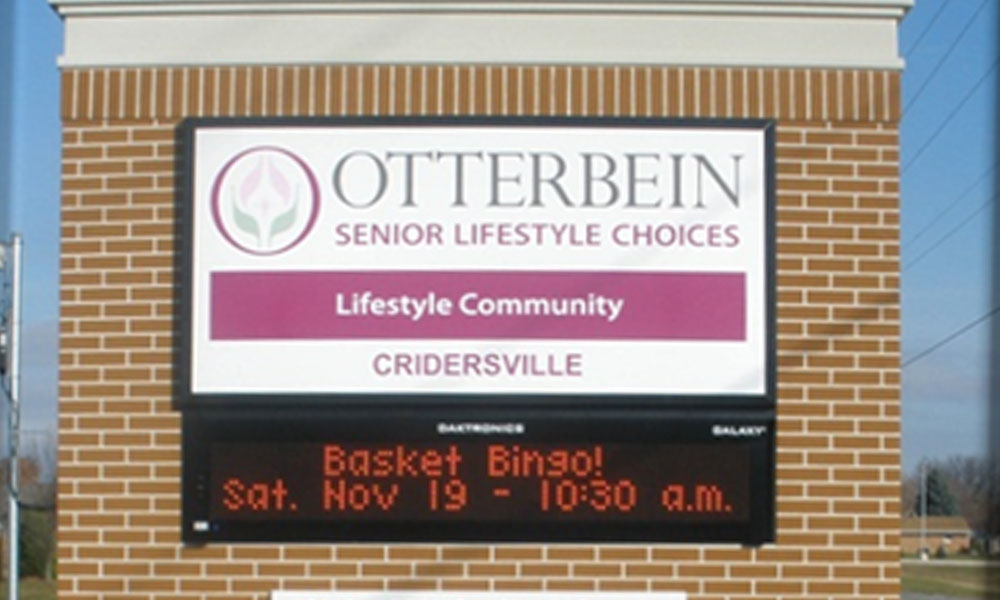 OTTERBEIN
SENIOR LIFESTYLE CHOICES
Lifestyle Community
CRIDERSVILLE
DAKTRONICS GALAXY
Basket Bingo!
Sat. Nov 19 - 10:30 a.m.